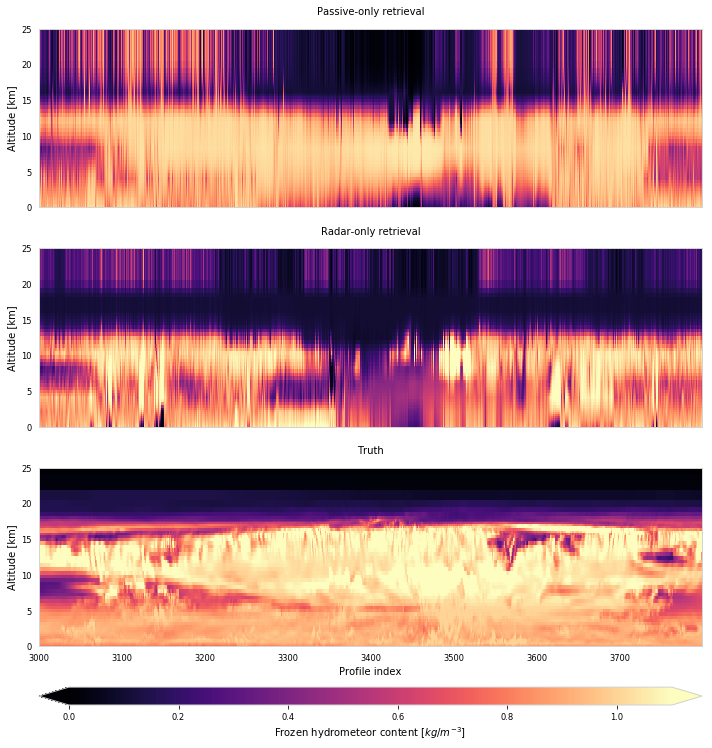 Passive-only retrieval
25
20
15
10
5
0
Altitude [km]
Radar-only retrieval
25
20
15
10
5
0
Altitude [km]
Truth
25
20
15
10
5
0
Altitude [km]
3000 3100 3200 3300 3400 3500 3600 3700
Profile index
0.0 0.2 0.4 0.6 0.8 1.0
Frozen hydrometeor content [kg/m⁻³]